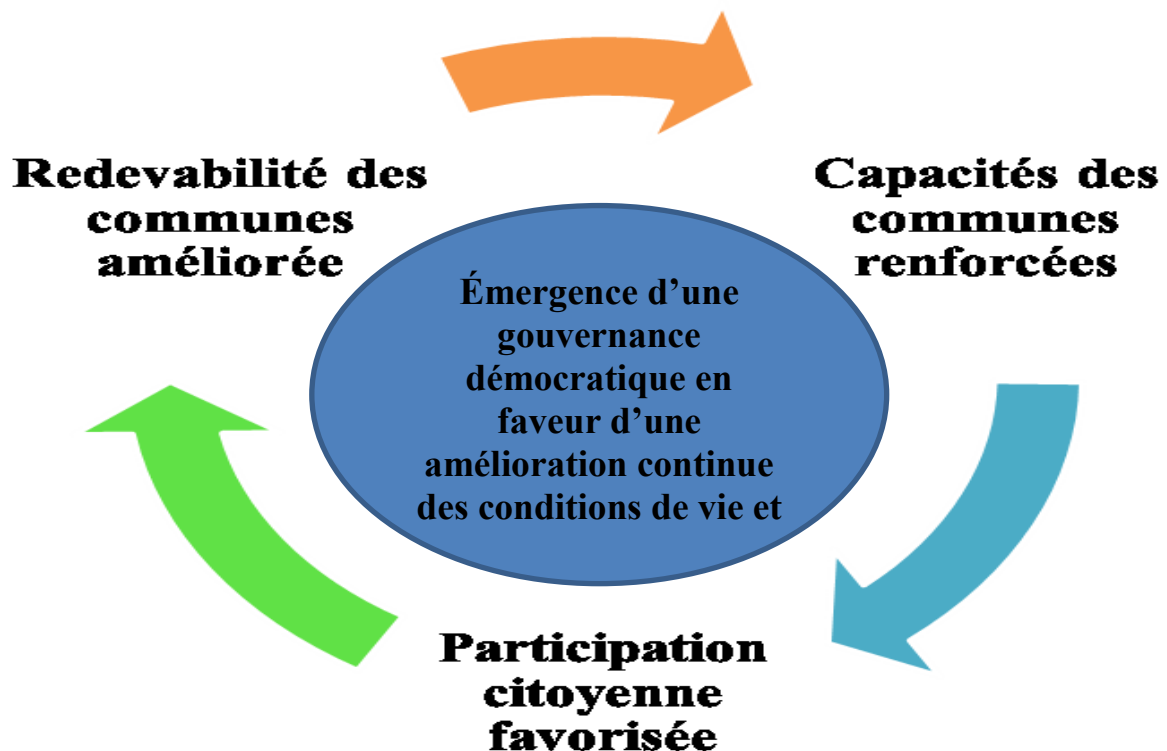 Redevabilité des
communes
améliorée
Capacités des
communes
renforcées
Émergence d’une
gouvernance
démocratique en
faveur d’une
amélioration continue
des conditions de vie et
Participation
citoyenne
favorisée